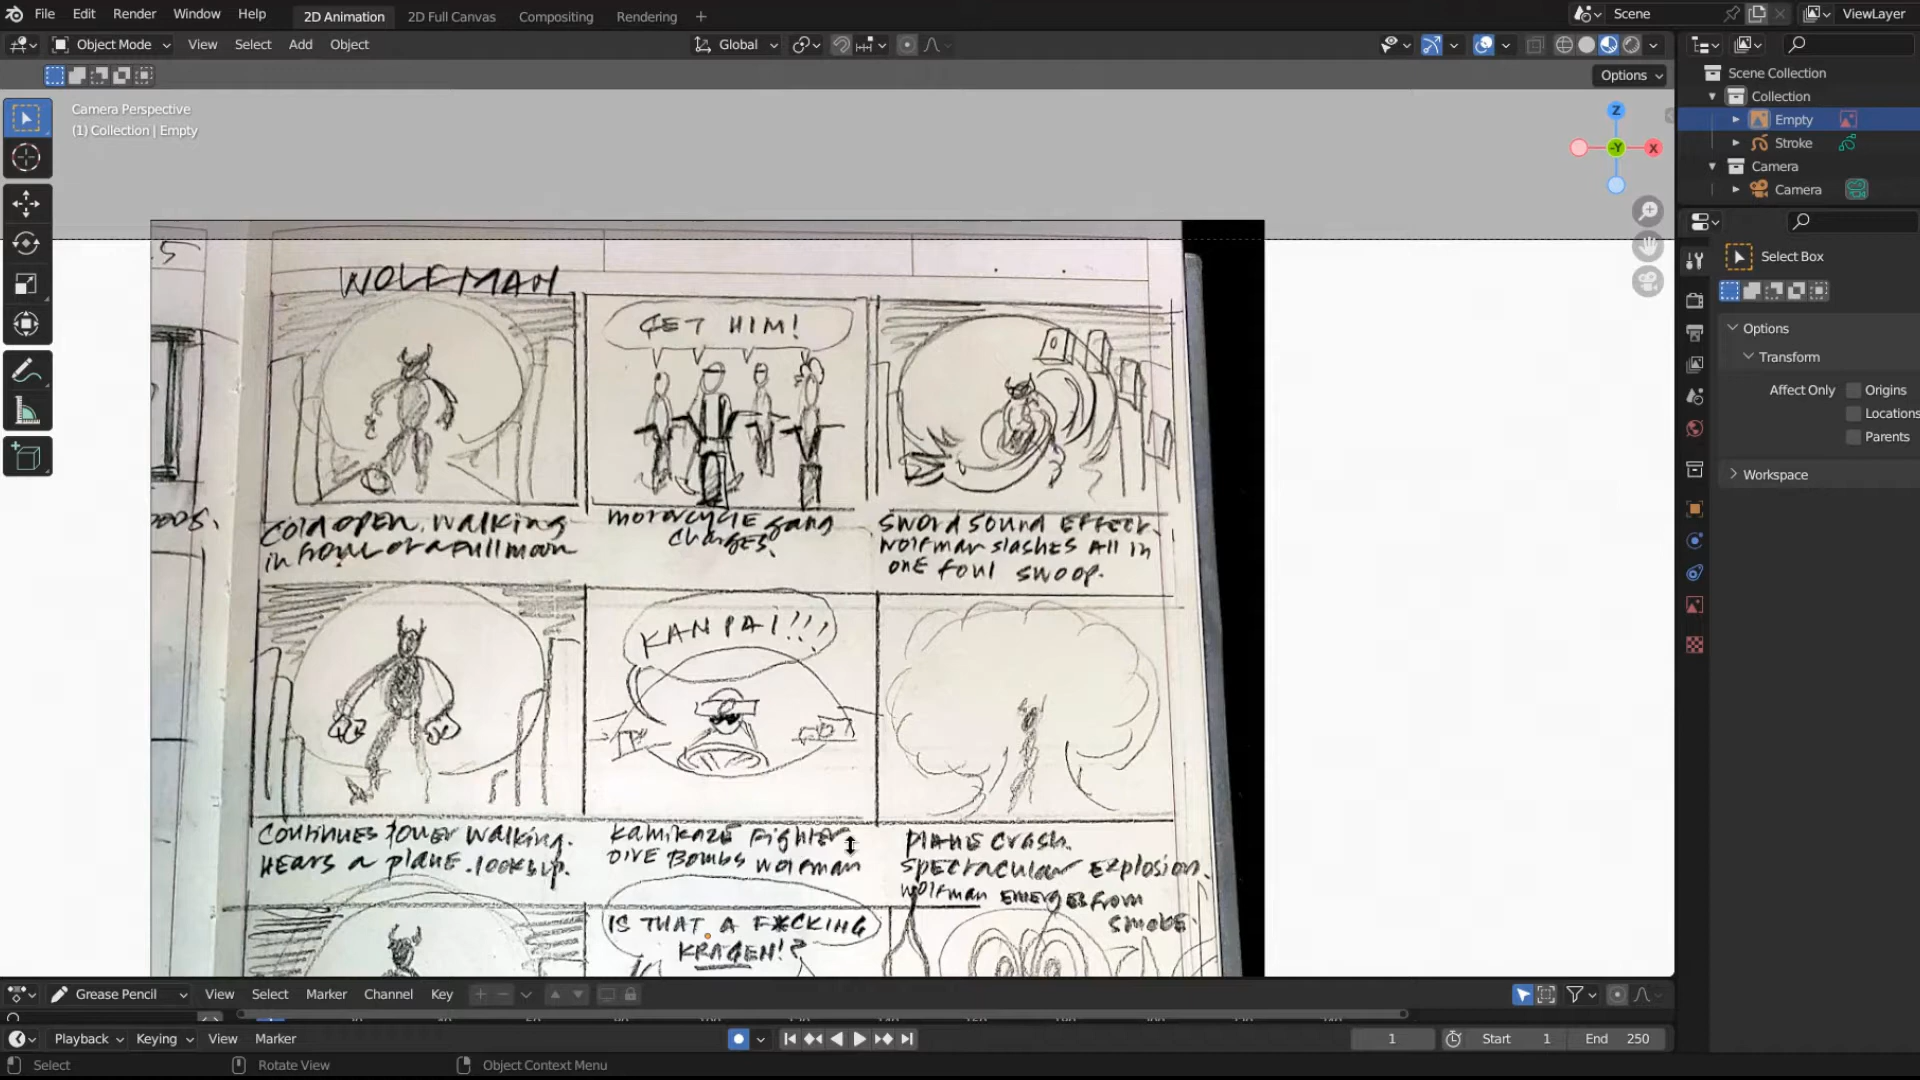 File Edit Render Window Help 2D Animation 2D Full Canvas Compositing Rendering + Scene ViewLayer
Object Mode View Select Add Object Global
Options
Camera Perspective
(1) Collection | Empty
Z
-Y X
Scene Collection
Collection
Empty
Stroke
Camera
Camera
Select Box
Options
Transform
Affect Only Origins
Locations
Parents
Workspace
.5
WOLFMAN
GET HIM!
Cold open. walking
in front of a full moon
motorcycle gang
charges.
sword sound effect.
wolfman slashes all in
one foul swoop.
KANPAI!!!
Continues tower walking.
Hears a plane. looks up.
Kamikaze Fighter
Dive Bombs wolfman
Plane crash.
spectacular explosion.
wolfman emerges from
smoke.
IS THAT A F*CKING
KRAGEN!?
Grease Pencil View Select Marker Channel Key
Playback Keying View Marker 1 Start 1 End 250
Select Rotate View Object Context Menu